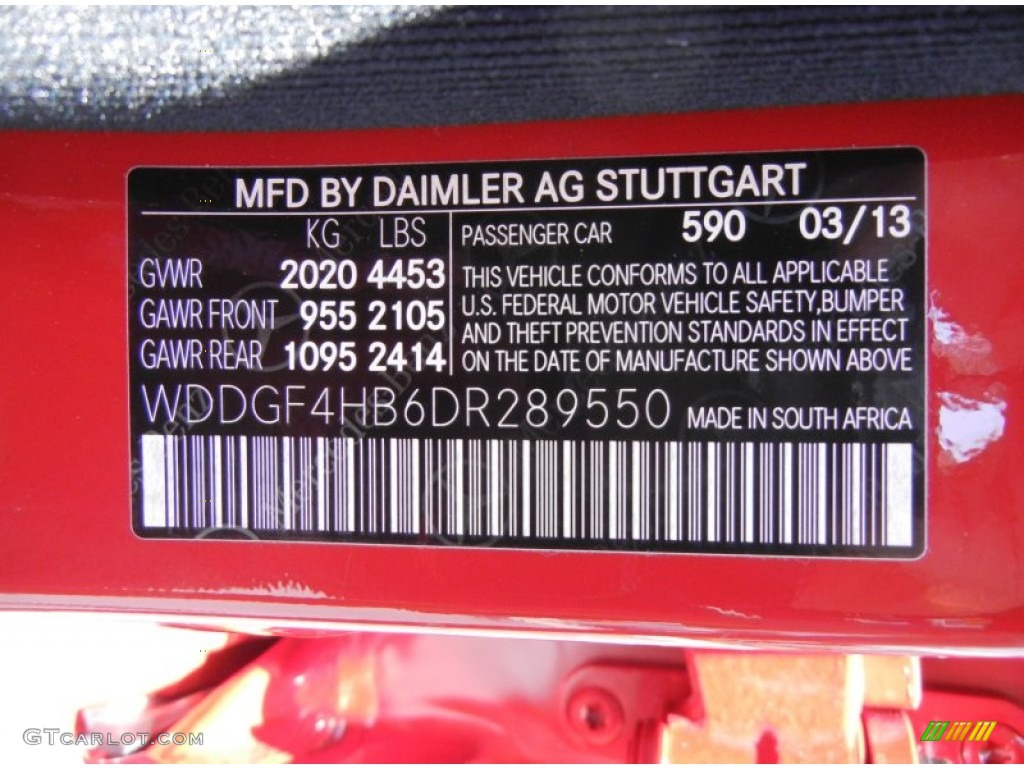 MFD BY DAIMLER AG STUTTGART
KG LBS
GVWR 2020 4453
GAWR FRONT 955 2105
GAWR REAR 1095 2414
PASSENGER CAR 590 03/13
THIS VEHICLE CONFORMS TO ALL APPLICABLE
U.S. FEDERAL MOTOR VEHICLE SAFETY,BUMPER
AND THEFT PREVENTION STANDARDS IN EFFECT
ON THE DATE OF MANUFACTURE SHOWN ABOVE
WDDGF4HB6DR289550 MADE IN SOUTH AFRICA
GTCARLOT.COM